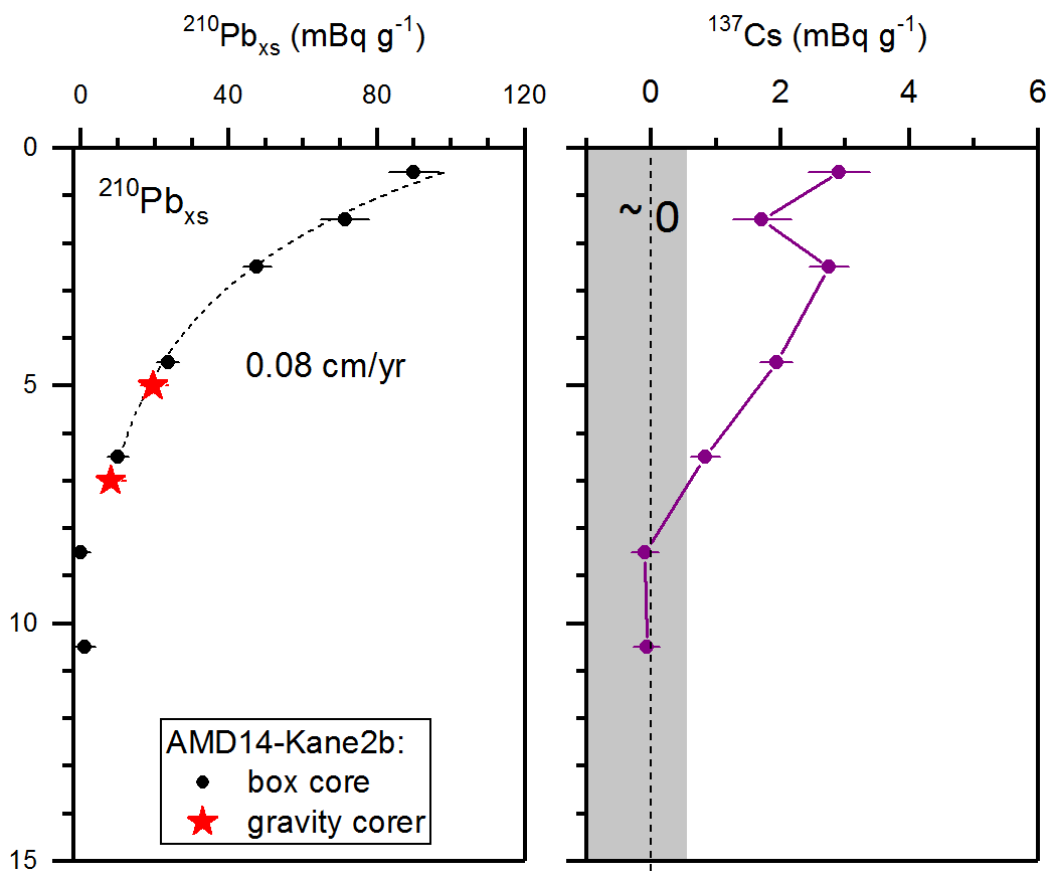 ²¹⁰Pbₓₛ (mBq g⁻¹)
¹³⁷Cs (mBq g⁻¹)
0 40 80 120
0 2 4 6
0
²¹⁰Pbₓₛ
~ 0
0.08 cm/yr
5
10
AMD14-Kane2b:
box core
gravity corer
15